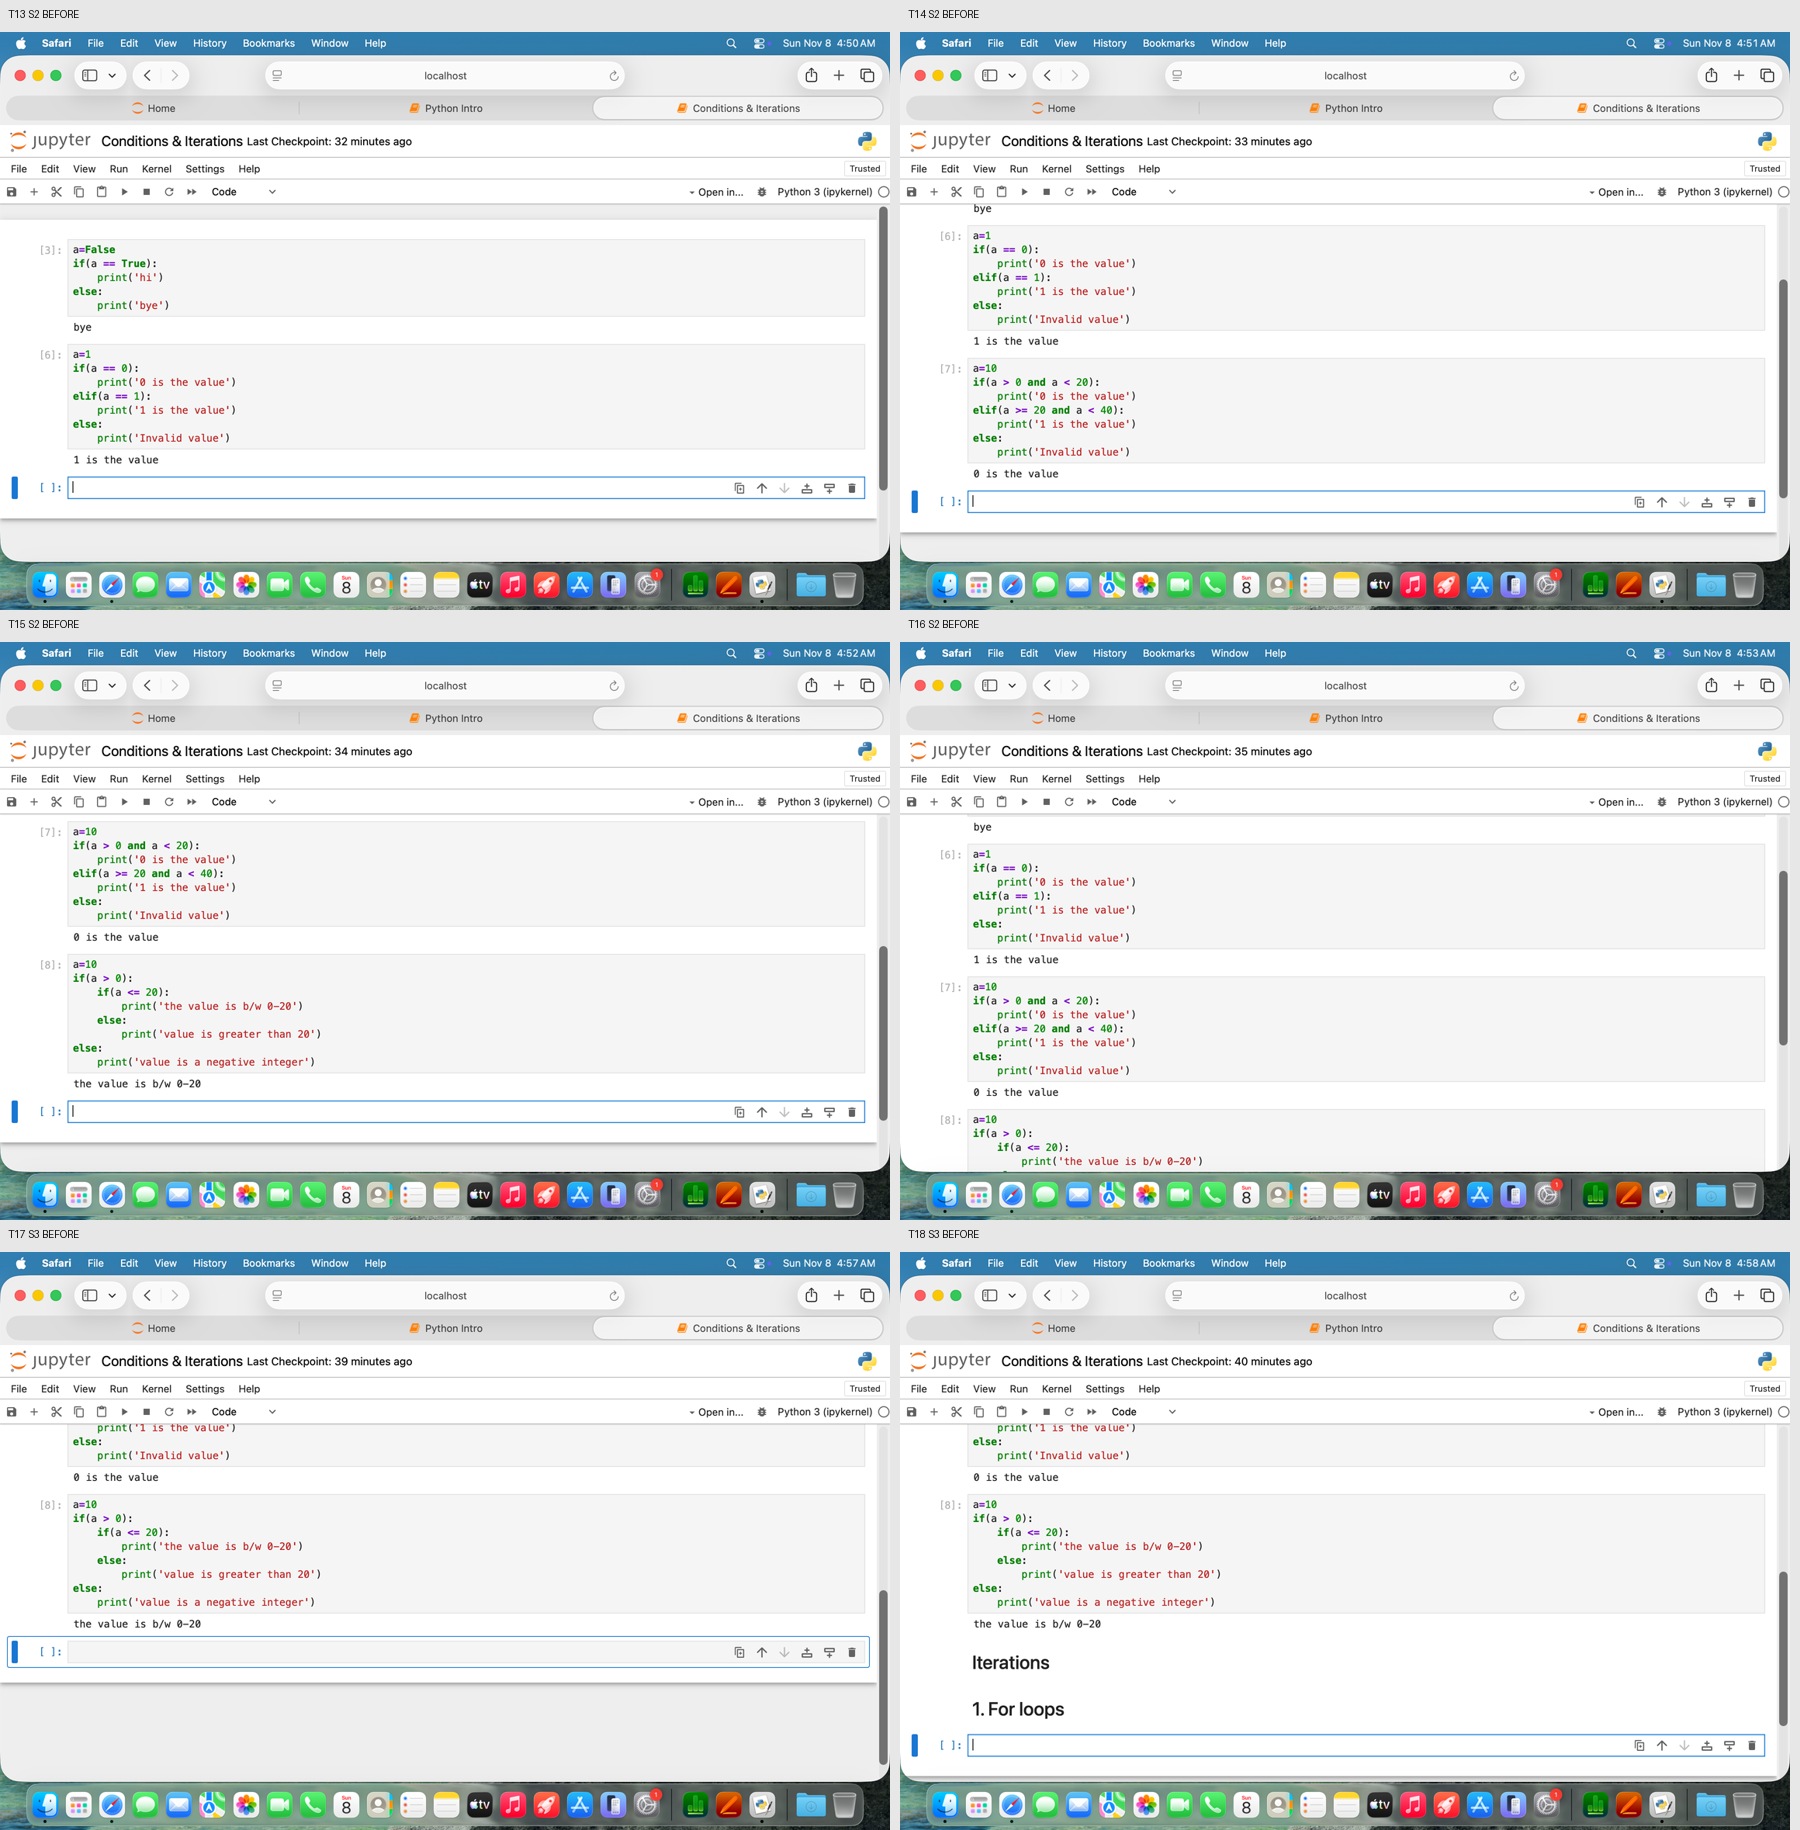 T13 S2 BEFORE
Safari File Edit View History Bookmarks Window Help Sun Nov 8 4:50 AM
localhost
Home Python Intro Conditions & Iterations
jupyter Conditions & Iterations Last Checkpoint: 32 minutes ago
File Edit View Run Kernel Settings Help Trusted
Code Open in... Python 3 (ipykernel)
[3]: a=False
if(a == True):
print('hi')
else:
print('bye')
bye
[6]: a=1
if(a == 0):
print('0 is the value')
elif(a == 1):
print('1 is the value')
else:
print('Invalid value')
1 is the value
[ ]:
Sun
8
tv
1
T14 S2 BEFORE
Safari File Edit View History Bookmarks Window Help Sun Nov 8 4:51 AM
localhost
Home Python Intro Conditions & Iterations
jupyter Conditions & Iterations Last Checkpoint: 33 minutes ago
File Edit View Run Kernel Settings Help Trusted
Code Open in... Python 3 (ipykernel)
bye
[6]: a=1
if(a == 0):
print('0 is the value')
elif(a == 1):
print('1 is the value')
else:
print('Invalid value')
1 is the value
[7]: a=10
if(a > 0 and a < 20):
print('0 is the value')
elif(a >= 20 and a < 40):
print('1 is the value')
else:
print('Invalid value')
0 is the value
[ ]:
Sun
8
tv
1
T15 S2 BEFORE
Safari File Edit View History Bookmarks Window Help Sun Nov 8 4:52 AM
localhost
Home Python Intro Conditions & Iterations
jupyter Conditions & Iterations Last Checkpoint: 34 minutes ago
File Edit View Run Kernel Settings Help Trusted
Code Open in... Python 3 (ipykernel)
[7]: a=10
if(a > 0 and a < 20):
print('0 is the value')
elif(a >= 20 and a < 40):
print('1 is the value')
else:
print('Invalid value')
0 is the value
[8]: a=10
if(a > 0):
if(a <= 20):
print('the value is b/w 0-20')
else:
print('value is greater than 20')
else:
print('value is a negative integer')
the value is b/w 0-20
[ ]:
Sun
8
tv
1
T16 S2 BEFORE
Safari File Edit View History Bookmarks Window Help Sun Nov 8 4:53 AM
localhost
Home Python Intro Conditions & Iterations
jupyter Conditions & Iterations Last Checkpoint: 35 minutes ago
File Edit View Run Kernel Settings Help Trusted
Code Open in... Python 3 (ipykernel)
bye
[6]: a=1
if(a == 0):
print('0 is the value')
elif(a == 1):
print('1 is the value')
else:
print('Invalid value')
1 is the value
[7]: a=10
if(a > 0 and a < 20):
print('0 is the value')
elif(a >= 20 and a < 40):
print('1 is the value')
else:
print('Invalid value')
0 is the value
[8]: a=10
if(a > 0):
if(a <= 20):
print('the value is b/w 0-20')
Sun
8
tv
1
T17 S3 BEFORE
Safari File Edit View History Bookmarks Window Help Sun Nov 8 4:57 AM
localhost
Home Python Intro Conditions & Iterations
jupyter Conditions & Iterations Last Checkpoint: 39 minutes ago
File Edit View Run Kernel Settings Help Trusted
Code Open in... Python 3 (ipykernel)
print('1 is the value')
else:
print('Invalid value')
0 is the value
[8]: a=10
if(a > 0):
if(a <= 20):
print('the value is b/w 0-20')
else:
print('value is greater than 20')
else:
print('value is a negative integer')
the value is b/w 0-20
[ ]:
Sun
8
tv
1
T18 S3 BEFORE
Safari File Edit View History Bookmarks Window Help Sun Nov 8 4:58 AM
localhost
Home Python Intro Conditions & Iterations
jupyter Conditions & Iterations Last Checkpoint: 40 minutes ago
File Edit View Run Kernel Settings Help Trusted
Code Open in... Python 3 (ipykernel)
print('1 is the value')
else:
print('Invalid value')
0 is the value
[8]: a=10
if(a > 0):
if(a <= 20):
print('the value is b/w 0-20')
else:
print('value is greater than 20')
else:
print('value is a negative integer')
the value is b/w 0-20
Iterations
1. For loops
[ ]:
Sun
8
tv
1